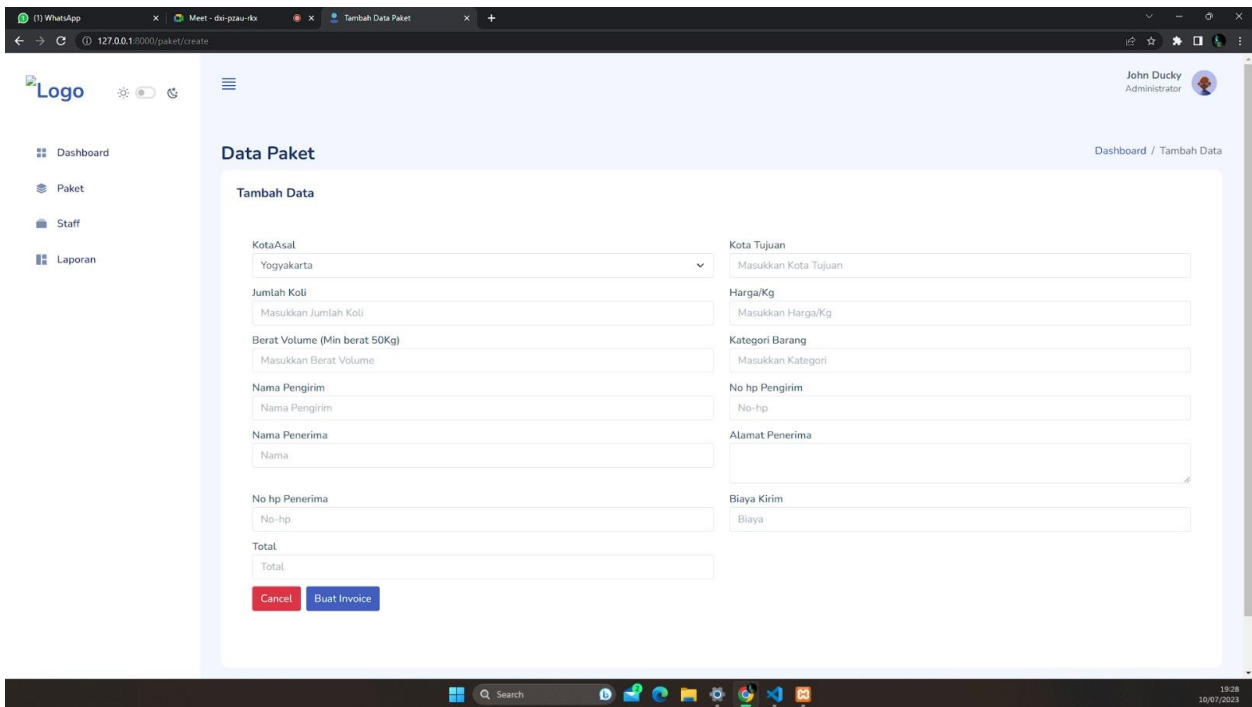 (1) WhatsApp
Meet - dxi-pzau-rkx
Tambah Data Paket
127.0.0.1:8000/paket/create
Logo
John Ducky
Administrator
Dashboard
Paket
Staff
Laporan
Data Paket
Dashboard / Tambah Data
Tambah Data
KotaAsal
Kota Tujuan
Yogyakarta
Masukkan Kota Tujuan
Jumlah Koli
Harga/Kg
Masukkan Jumlah Koli
Masukkan Harga/Kg
Berat Volume (Min berat 50Kg)
Kategori Barang
Masukkan Berat Volume
Masukkan Kategori
Nama Pengirim
No hp Pengirim
Nama Pengirim
No-hp
Nama Penerima
Alamat Penerima
Nama
No hp Penerima
Biaya Kirim
No-hp
Biaya
Total
Total
Cancel
Buat Invoice
Search
19:28
10/07/2023